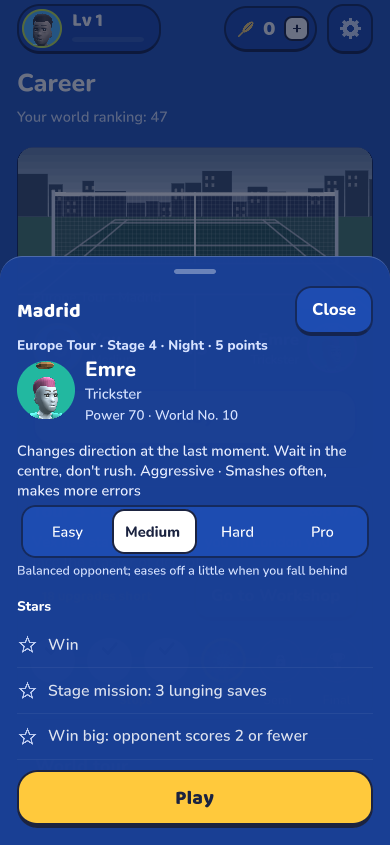 Lv 1
0
+
Career
Your world ranking: 47
Madrid
Close
Europe Tour · Stage 4 · Night · 5 points
Emre
Trickster
Power 70 · World No. 10
Changes direction at the last moment. Wait in the
centre, don't rush. Aggressive · Smashes often,
makes more errors
Easy
Medium
Hard
Pro
Balanced opponent; eases off a little when you fall behind
Stars
Win
Stage mission: 3 lunging saves
Win big: opponent scores 2 or fewer
Play